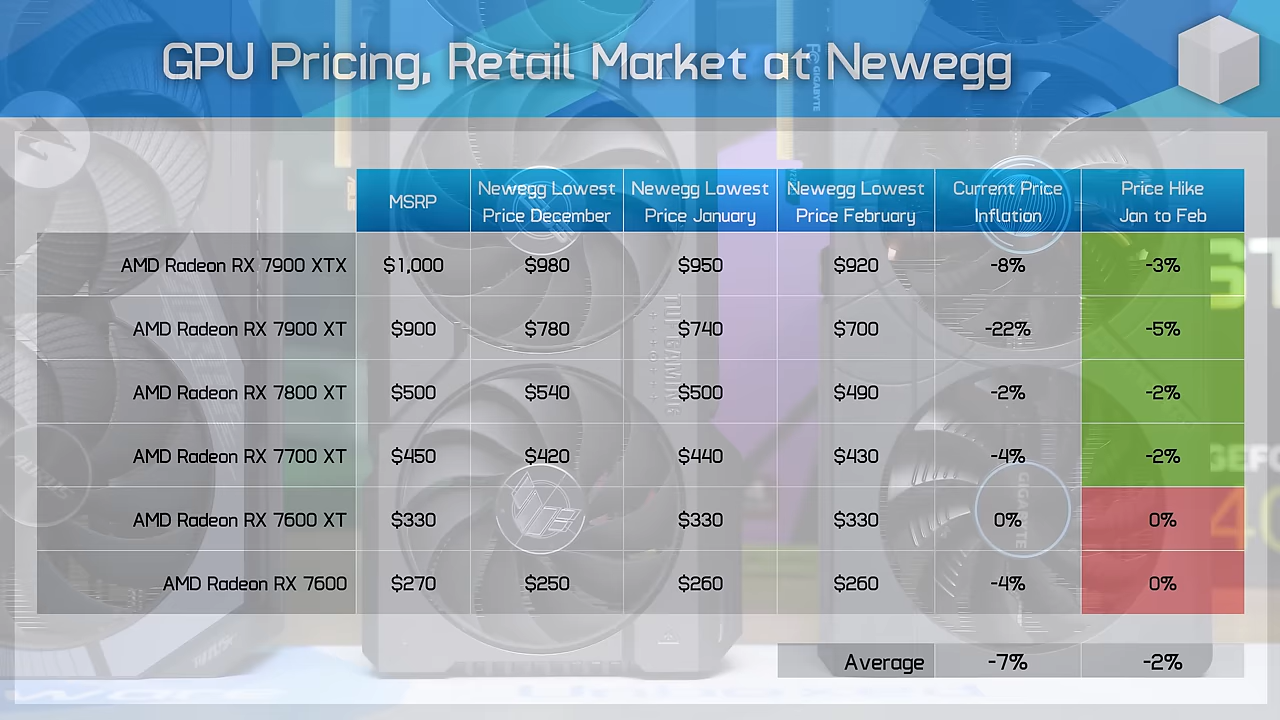 GPU Pricing, Retail Market at Newegg
MSRP
Newegg Lowest
Price December
Newegg Lowest
Price January
Newegg Lowest
Price February
Current Price
Inflation
Price Hike
Jan to Feb
AMD Radeon RX 7900 XTX $1,000 $980 $950 $920 -8% -3%
AMD Radeon RX 7900 XT $900 $780 $740 $700 -22% -5%
AMD Radeon RX 7800 XT $500 $540 $500 $490 -2% -2%
AMD Radeon RX 7700 XT $450 $420 $440 $430 -4% -2%
AMD Radeon RX 7600 XT $330 $330 $330 0% 0%
AMD Radeon RX 7600 $270 $250 $260 $260 -4% 0%
Average -7% -2%
GIGABYTE
TUF GAMING
GIGABYTE